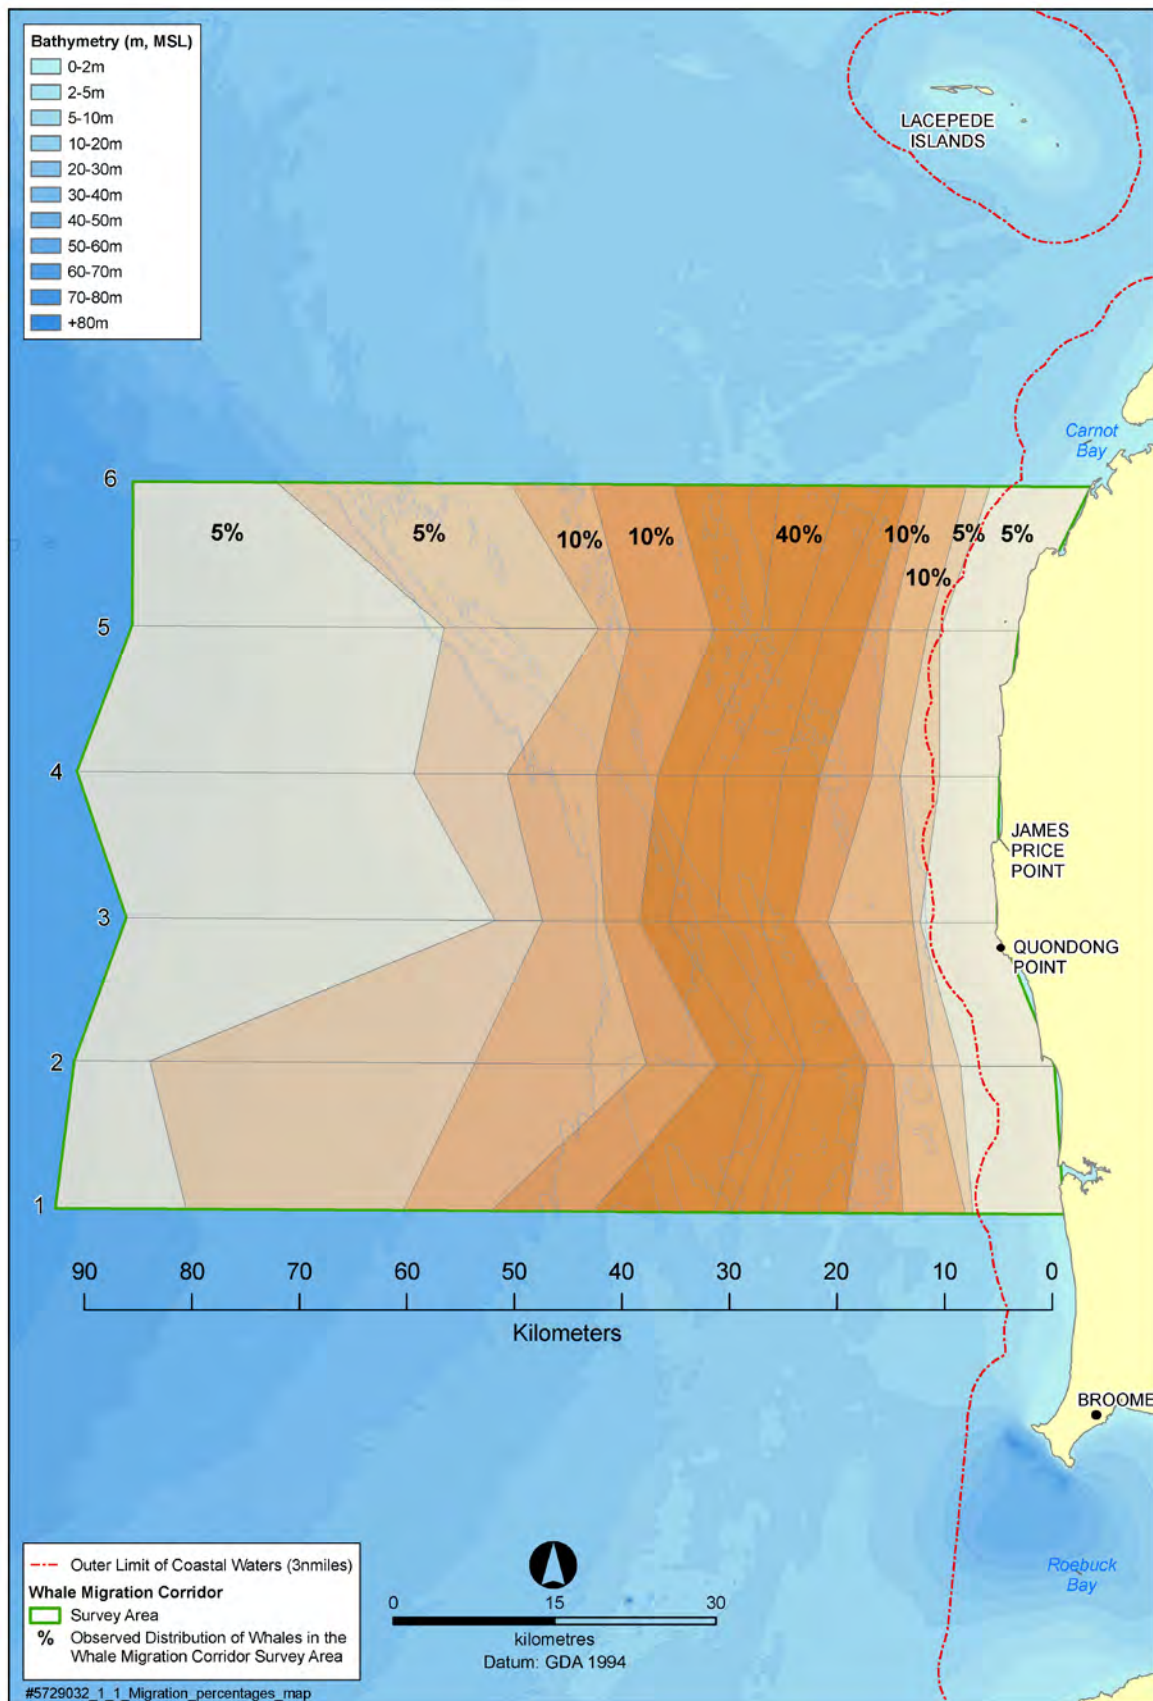 Bathymetry (m, MSL)
0-2m
2-5m
5-10m
10-20m
20-30m
30-40m
40-50m
50-60m
60-70m
70-80m
+80m
LACEPEDE
ISLANDS
Carnot
Bay
6
5% 5% 10% 10% 40% 10% 5% 5%
10%
5
4
JAMES
PRICE
POINT
3
QUONDONG
POINT
2
1
90 80 70 60 50 40 30 20 10 0
Kilometers
BROOME
Outer Limit of Coastal Waters (3nmiles)
Whale Migration Corridor
Survey Area
% Observed Distribution of Whales in the
Whale Migration Corridor Survey Area
0 15 30
kilometres
Datum: GDA 1994
Roebuck
Bay
#5729032_1_1_Migration_percentages_map